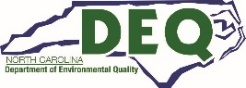 DEQ
NORTH CAROLINA
Department of Environmental Quality